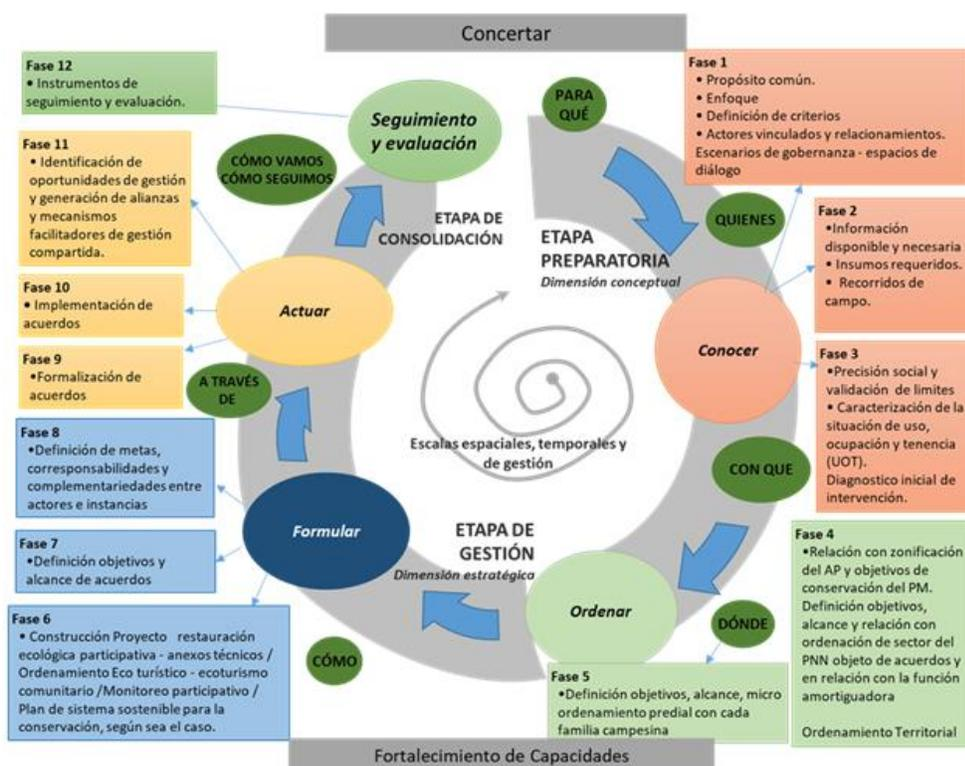 Concertar
Fase 12
• Instrumentos de
seguimiento y evaluación.
Fase 11
• Identificación de
oportunidades de gestión
y generación de alianzas
y mecanismos
facilitadores de gestión
compartida.
Fase 10
• Implementación de
acuerdos
Fase 9
•Formalización de
acuerdos
Fase 8
•Definición de metas,
corresponsabilidades y
complementariedades entre
actores e instancias
Fase 7
•Definición objetivos y
alcance de acuerdos
Fase 6
• Construcción Proyecto restauración
ecológica participativa - anexos técnicos /
Ordenamiento Eco turístico - ecoturismo
comunitario /Monitoreo participativo /
Plan de sistema sostenible para la
conservación, según sea el caso.
Seguimiento
y evaluación
CÓMO VAMOS
CÓMO SEGUIMOS
ETAPA DE
CONSOLIDACIÓN
Actuar
A TRAVÉS
DE
Formular
CÓMO
PARA
QUÉ
QUIENES
ETAPA
PREPARATORIA
Dimensión conceptual
Conocer
Escalas espaciales, temporales y
de gestión
CON QUE
ETAPA DE
GESTIÓN
Dimensión estratégica
Ordenar
DÓNDE
Fase 1
• Propósito común.
• Enfoque
• Definición de criterios
• Actores vinculados y relacionamientos.
Escenarios de gobernanza - espacios de
diálogo
Fase 2
•Información
disponible y necesaria
• Insumos requeridos.
• Recorridos de
campo.
Fase 3
•Precisión social y
validación de limites
• Caracterización de la
situación de uso,
ocupación y tenencia
(UOT).
Diagnostico inicial de
intervención.
Fase 4
•Relación con zonificación
del AP y objetivos de
conservación del PM.
Definición objetivos,
alcance y relación con
ordenación de sector del
PNN objeto de acuerdos y
en relación con la función
amortiguadora
Ordenamiento Territorial
Fase 5
•Definición objetivos, alcance, micro
ordenamiento predial con cada
familia campesina
Fortalecimiento de Capacidades